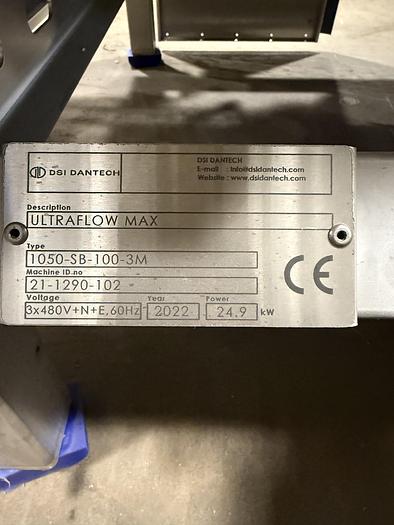 DSI DANTECH
DSI DANTECH
E-mail : info@dsidantech.com
Website : www.dsidantech.com
Description
ULTRAFLOW MAX
Type
1050-SB-100-3M
Machine ID.no
21-1290-102
Voltage Year Power
3x480V+N+E,60Hz 2022 24.9 kW
CE